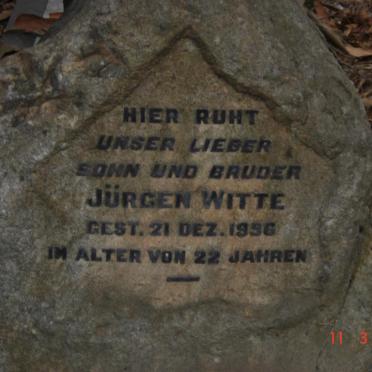 HIER RUHT
UNSER LIEBER
SOHN UND BRUDER
JÜRGEN WITTE
GEST. 21 DEZ. 1996
IM ALTER VON 22 JAHREN
11 3